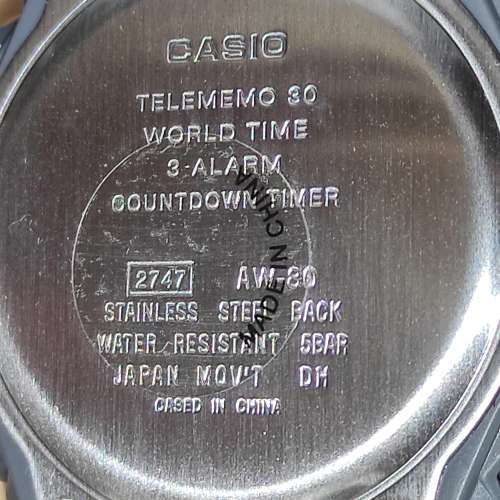 CASIO
TELEMEMO 30
WORLD TIME
3-ALARM
COUNTDOWN TIMER
MADE IN CHINA
2747 AW-80
STAINLESS STEEL BACK
WATER RESISTANT 5BAR
JAPAN MOV'T DH
CASED IN CHINA